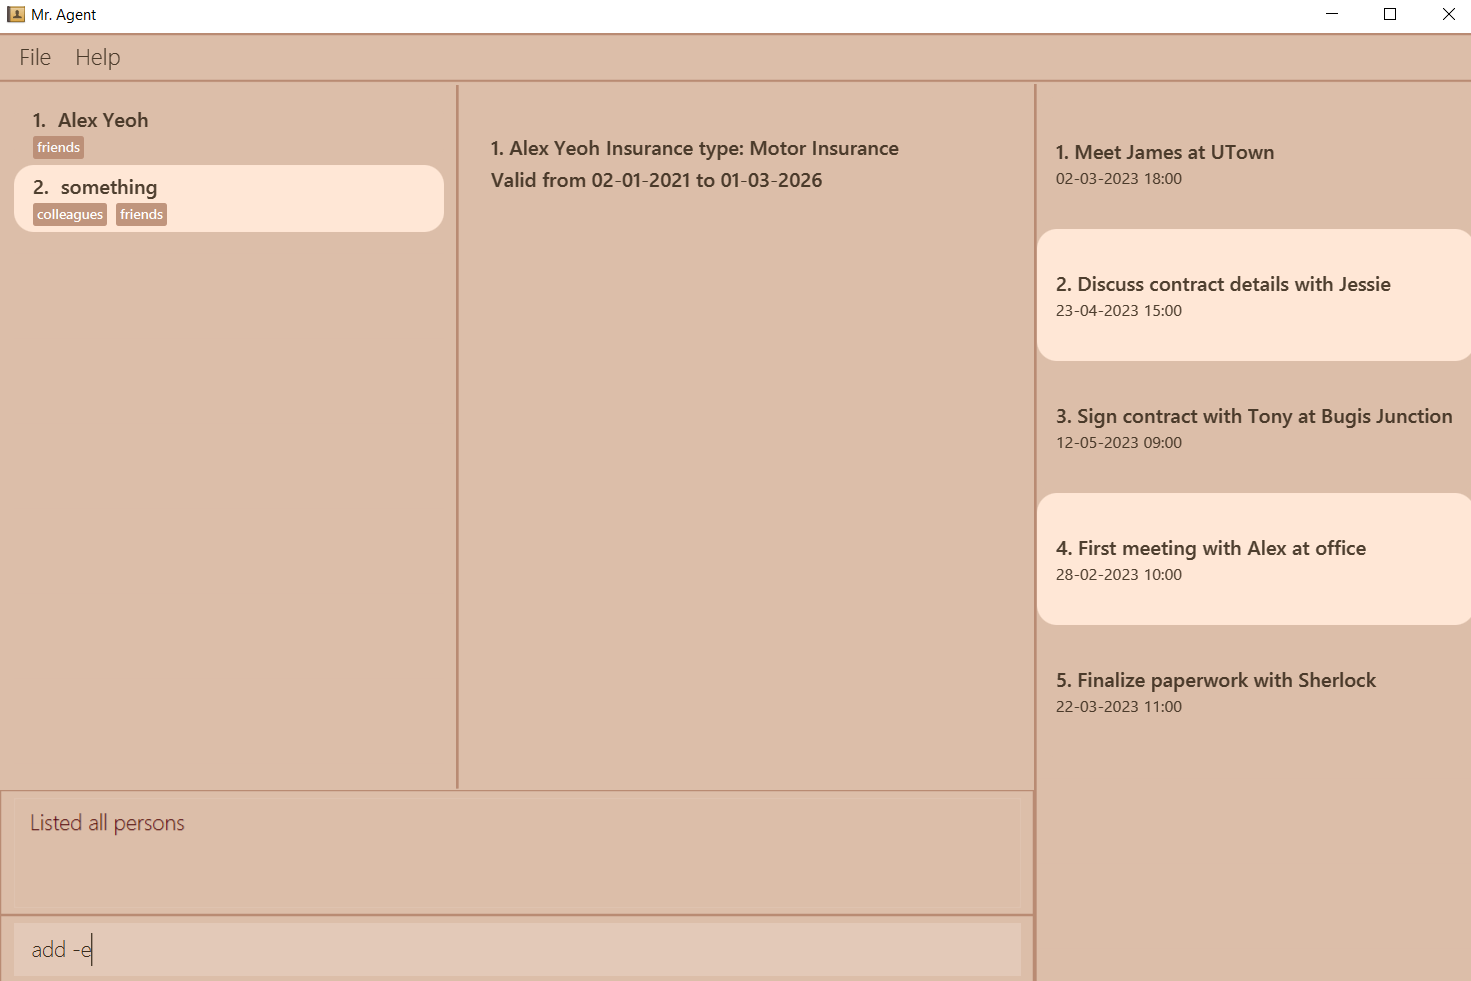 Mr. Agent
File Help
1. Alex Yeoh
friends
2. something
colleagues friends
1. Alex Yeoh Insurance type: Motor Insurance
Valid from 02-01-2021 to 01-03-2026
1. Meet James at UTown
02-03-2023 18:00
2. Discuss contract details with Jessie
23-04-2023 15:00
3. Sign contract with Tony at Bugis Junction
12-05-2023 09:00
4. First meeting with Alex at office
28-02-2023 10:00
5. Finalize paperwork with Sherlock
22-03-2023 11:00
Listed all persons
add -e